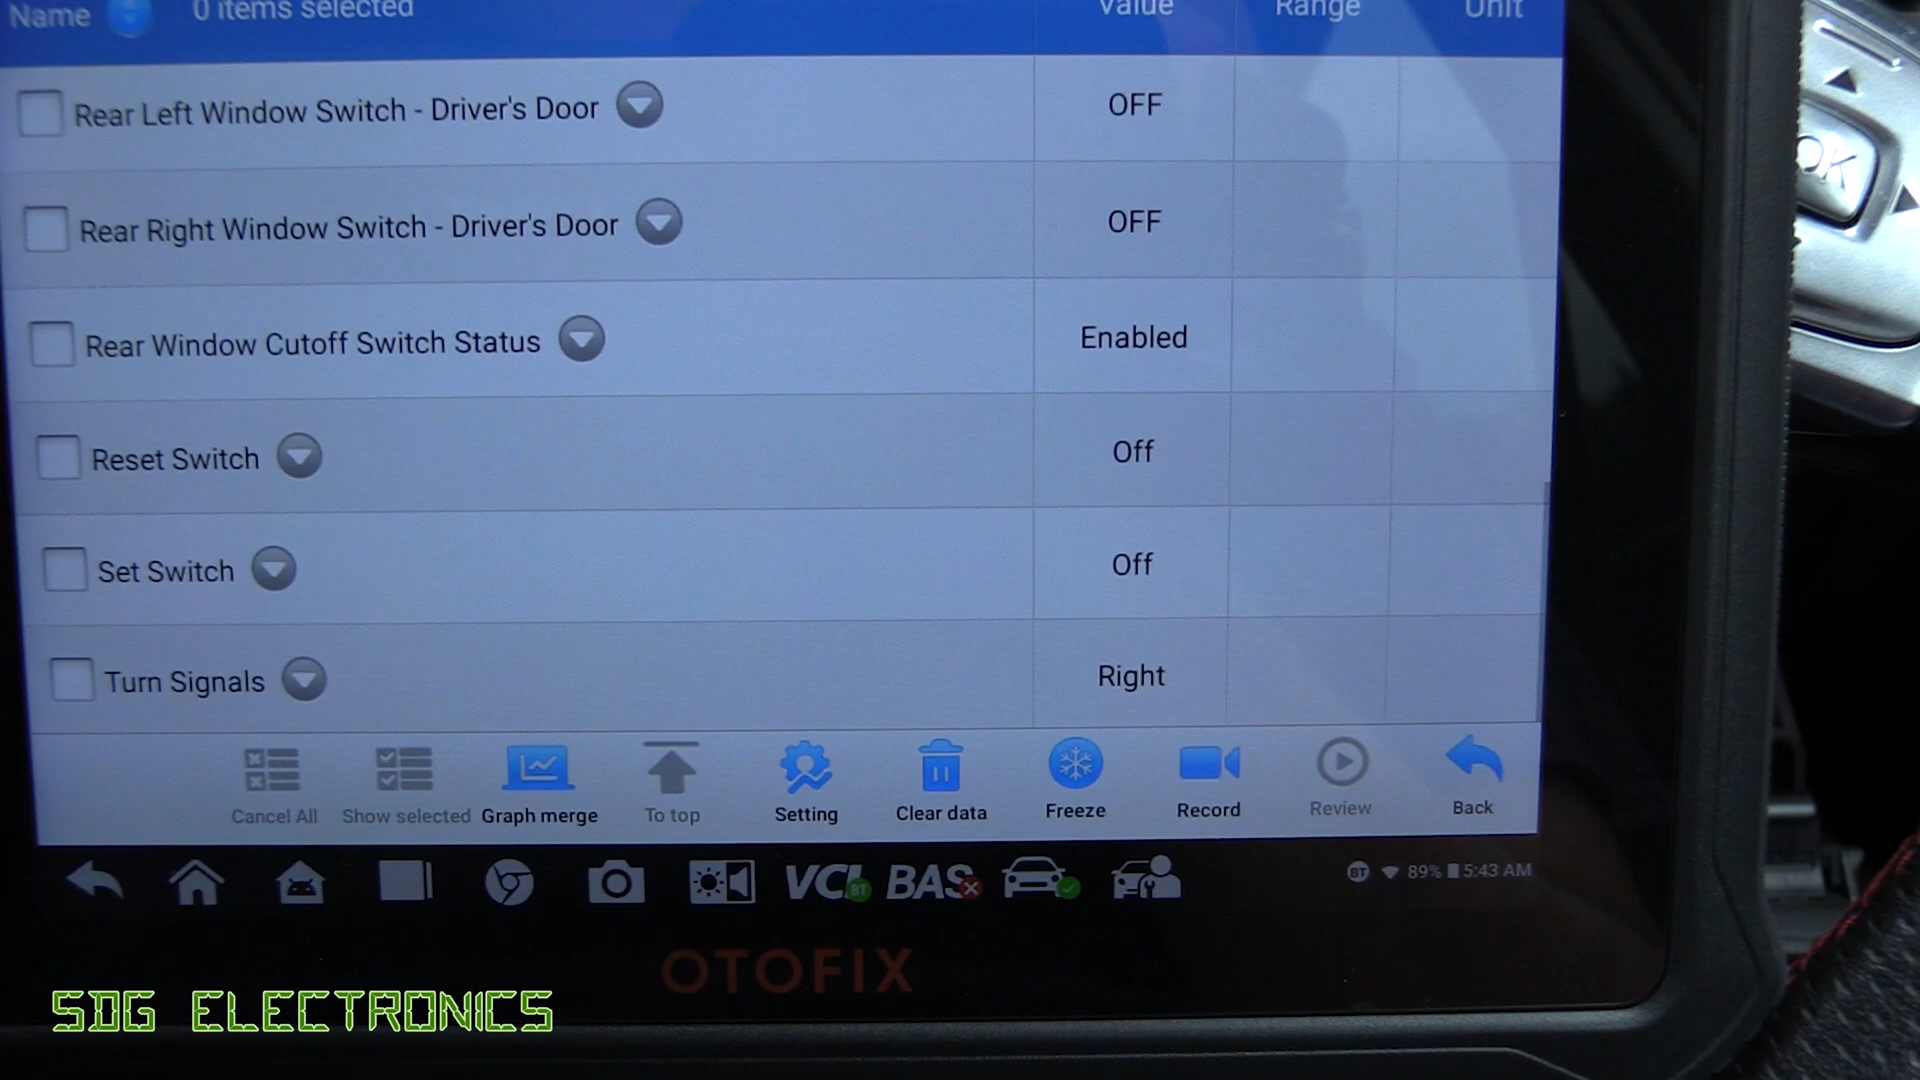 Name 0 items selected Value Range Unit
Rear Left Window Switch - Driver's Door OFF
Rear Right Window Switch - Driver's Door OFF
Rear Window Cutoff Switch Status Enabled
Reset Switch Off
Set Switch Off
Turn Signals Right
Cancel All Show selected Graph merge To top Setting Clear data Freeze Record Review Back
VCI BT BAS BT 89% 5:43 AM
OTOFIX
SDG ELECTRONICS
OK